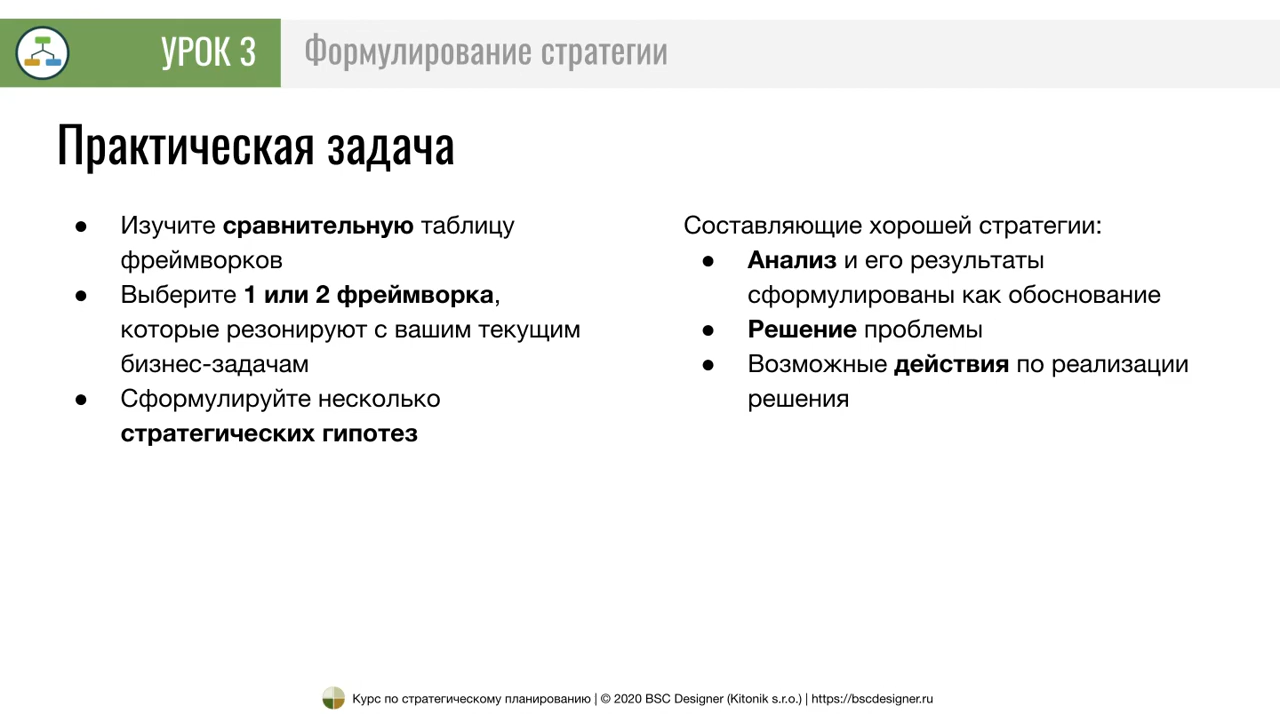 УРОК 3
Формулирование стратегии
Практическая задача
● Изучите сравнительную таблицу
фреймворков
● Выберите 1 или 2 фреймворка,
которые резонируют с вашим текущим
бизнес-задачам
● Сформулируйте несколько
стратегических гипотез
Составляющие хорошей стратегии:
● Анализ и его результаты
сформулированы как обоснование
● Решение проблемы
● Возможные действия по реализации
решения
Курс по стратегическому планированию | © 2020 BSC Designer (Kitonik s.r.o.) | https://bscdesigner.ru